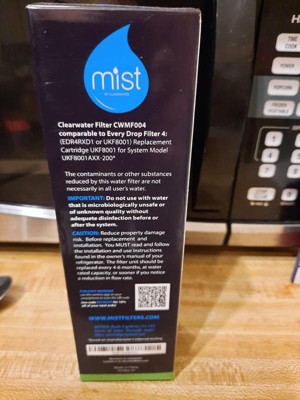 mist
Clearwater Filter CWMF004
comparable to Every Drop Filter 4:
(EDR4RXD1 or UKF8001) Replacement
Cartridge UKF8001 for System Model
UKF8001AXX-200*
The contaminants or other substances
reduced by this water filter are not
necessarily in all user's water.
IMPORTANT: Do not use with water
that is microbiologically unsafe or
of unknown quality without
adequate disinfection before or
after the system.
CAUTION: Reduce property damage
risk. Before replacement and
installation. You MUST read and follow
the installation and use instructions
found in the owner's manual of your
refrigerator. The filter unit should be
replaced every 4-6 months, at water
rated capacity, or sooner if you notice
a reduction in flow rate.
WWW.MISTFILTERS.COM
TIME
COOK
POWER
POPCORN
FROZEN
VEGETABLE